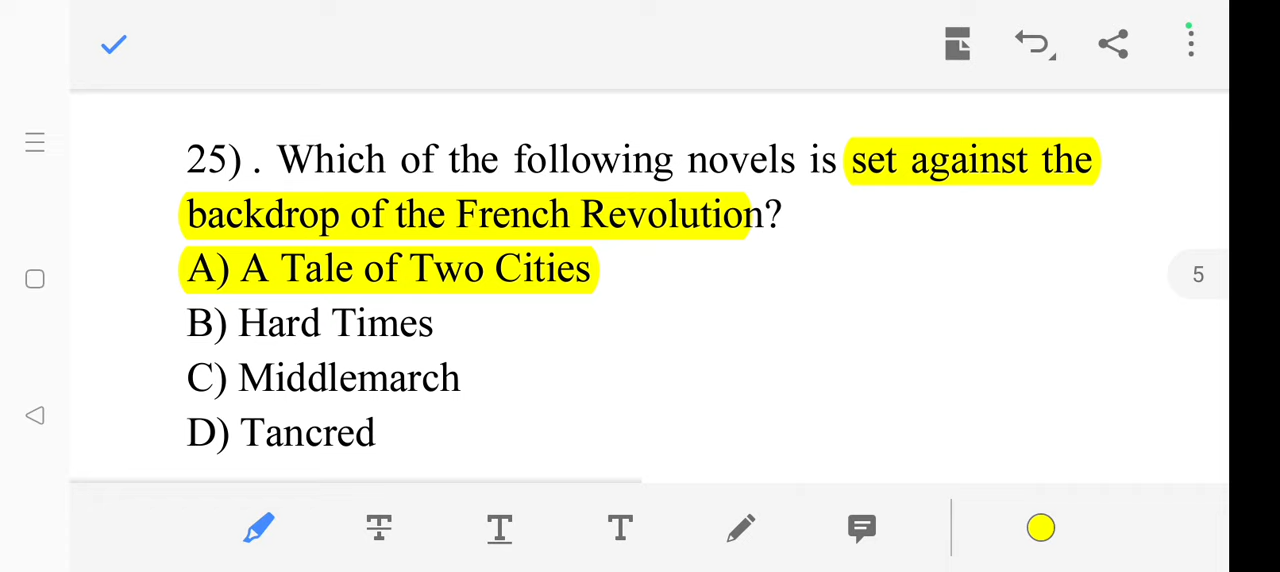 25) . Which of the following novels is set against the
backdrop of the French Revolution?
A) A Tale of Two Cities
5
B) Hard Times
C) Middlemarch
D) Tancred
T T T